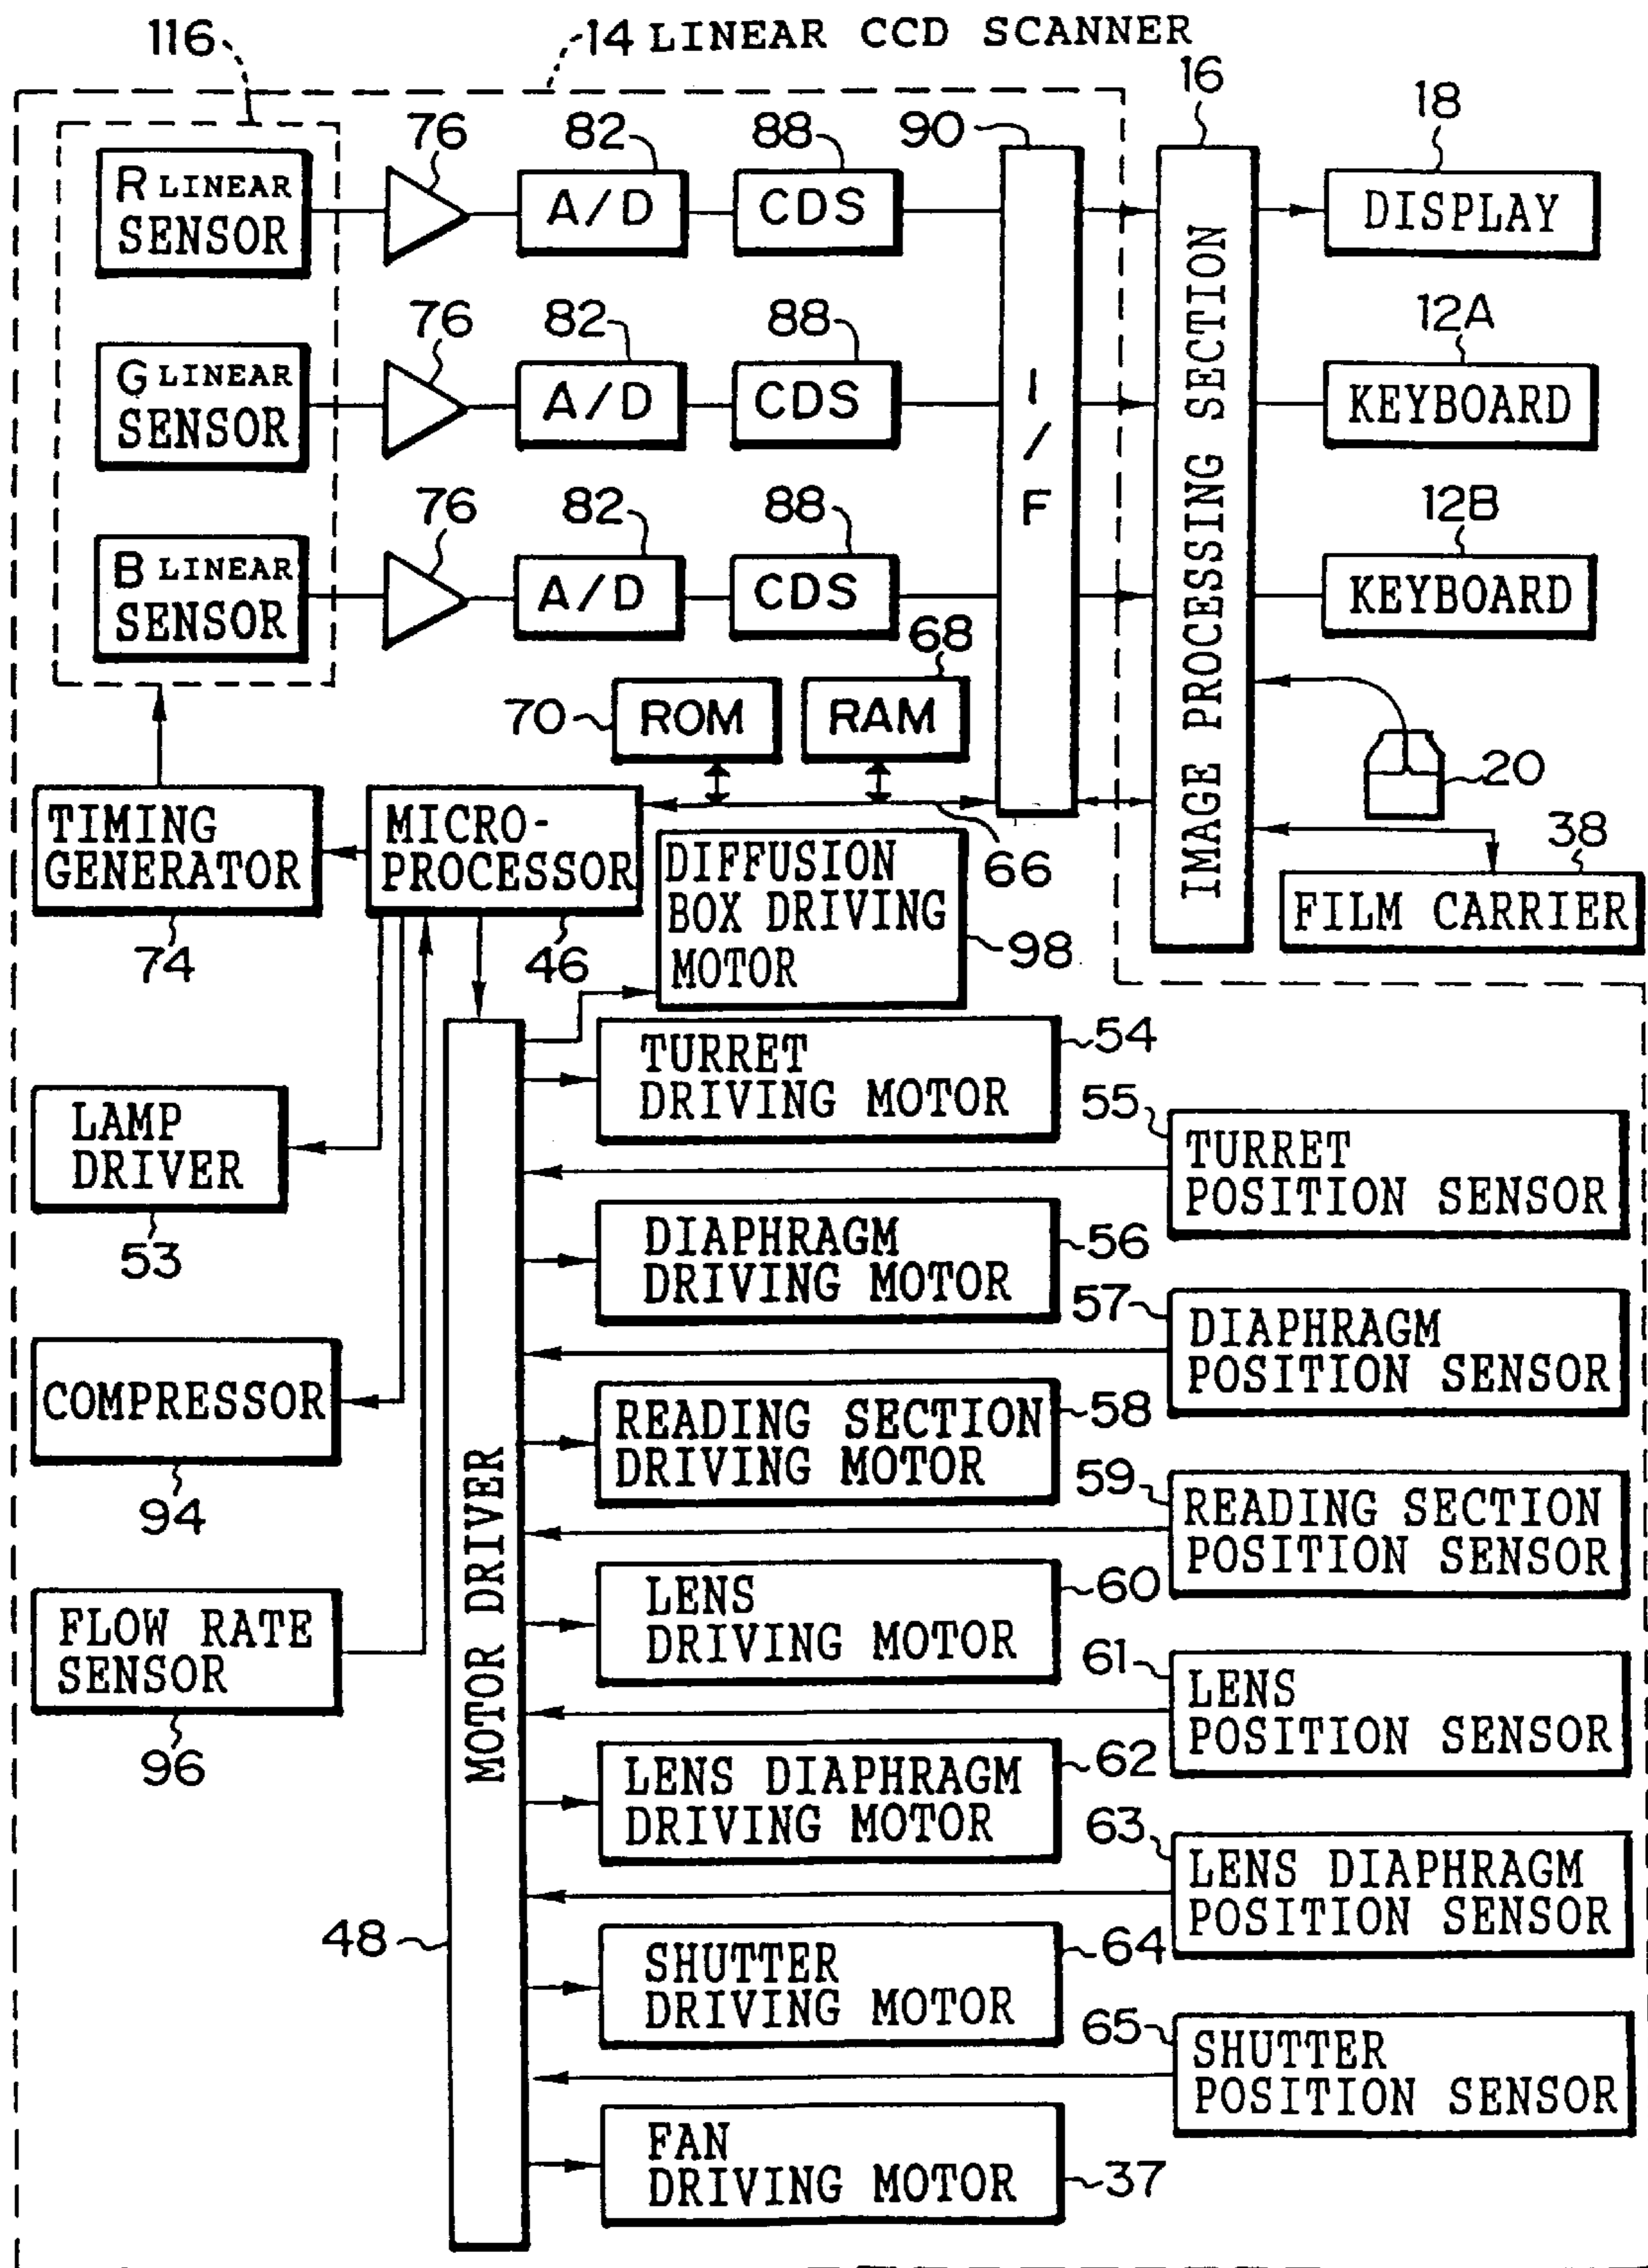 116
14 LINEAR CCD SCANNER
16
18
76
82
88
90
R LINEAR
SENSOR
A/D
CDS
DISPLAY
76
82
88
12A
G LINEAR
SENSOR
A/D
CDS
KEYBOARD
76
82
88
12B
B LINEAR
SENSOR
A/D
CDS
KEYBOARD
I/F
IMAGE PROCESSING SECTION
68
70
ROM
RAM
20
TIMING
GENERATOR
74
MICRO-
PROCESSOR
46
66
38
FILM CARRIER
DIFFUSION
BOX DRIVING
MOTOR
98
LAMP
DRIVER
53
COMPRESSOR
94
FLOW RATE
SENSOR
96
MOTOR DRIVER
48
TURRET
DRIVING MOTOR
54
55
TURRET
POSITION SENSOR
DIAPHRAGM
DRIVING MOTOR
56
57
DIAPHRAGM
POSITION SENSOR
READING SECTION
DRIVING MOTOR
58
59
READING SECTION
POSITION SENSOR
LENS
DRIVING MOTOR
60
61
LENS
POSITION SENSOR
LENS DIAPHRAGM
DRIVING MOTOR
62
63
LENS DIAPHRAGM
POSITION SENSOR
SHUTTER
DRIVING MOTOR
64
65
SHUTTER
POSITION SENSOR
FAN
DRIVING MOTOR
37